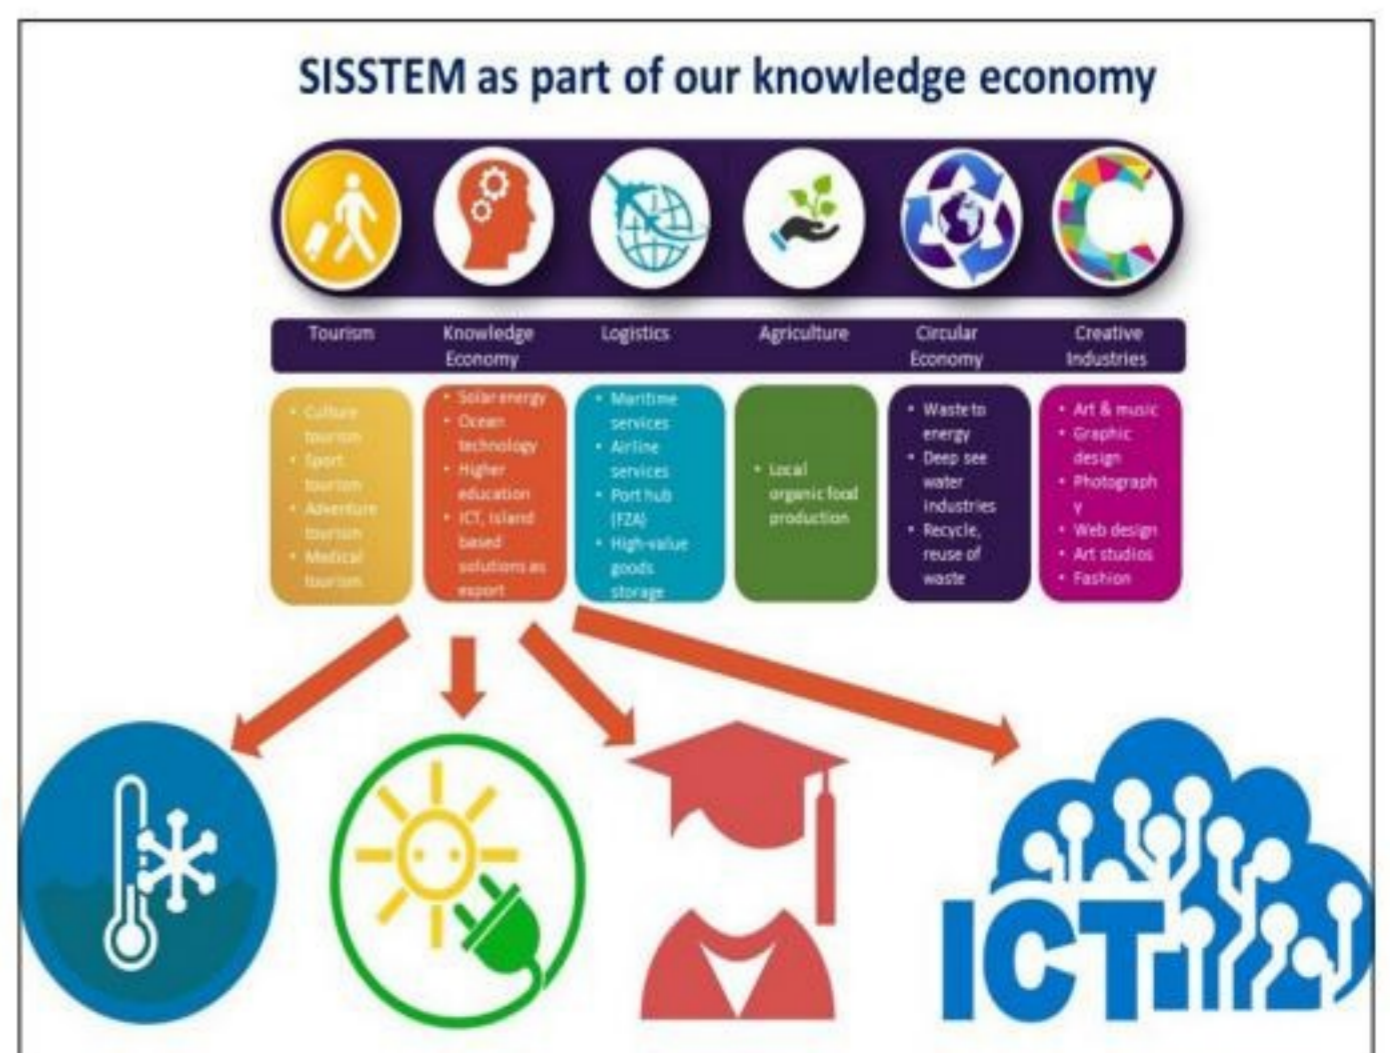 SISSTEM as part of our knowledge economy
Tourism
Knowledge
Economy
Logistics
Agriculture
Circular
Economy
Creative
Industries
• Culture
tourism
• Sport
tourism
• Adventure
tourism
• Medical
tourism
• Solar energy
• Ocean
technology
• Higher
education
• ICT, island
based
solutions as
export
• Maritime
services
• Airline
services
• Port hub
(FZA)
• High-value
goods
storage
• Local
organic food
production
• Waste to
energy
• Deep see
water
industries
• Recycle,
reuse of
waste
• Art & music
• Graphic
design
• Photograph
y
• Web design
• Art studios
• Fashion
ICT